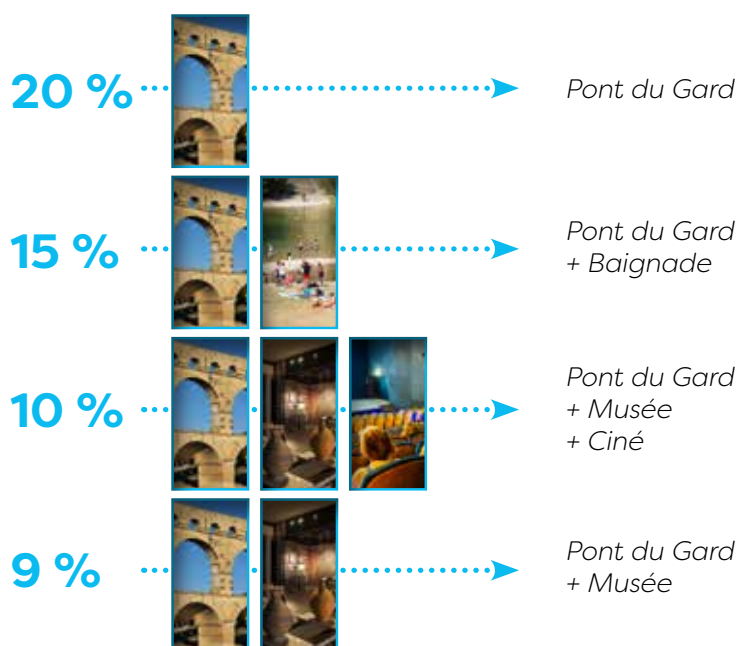 20 %
Pont du Gard
15 %
Pont du Gard
+ Baignade
10 %
Pont du Gard
+ Musée
+ Ciné
9 %
Pont du Gard
+ Musée